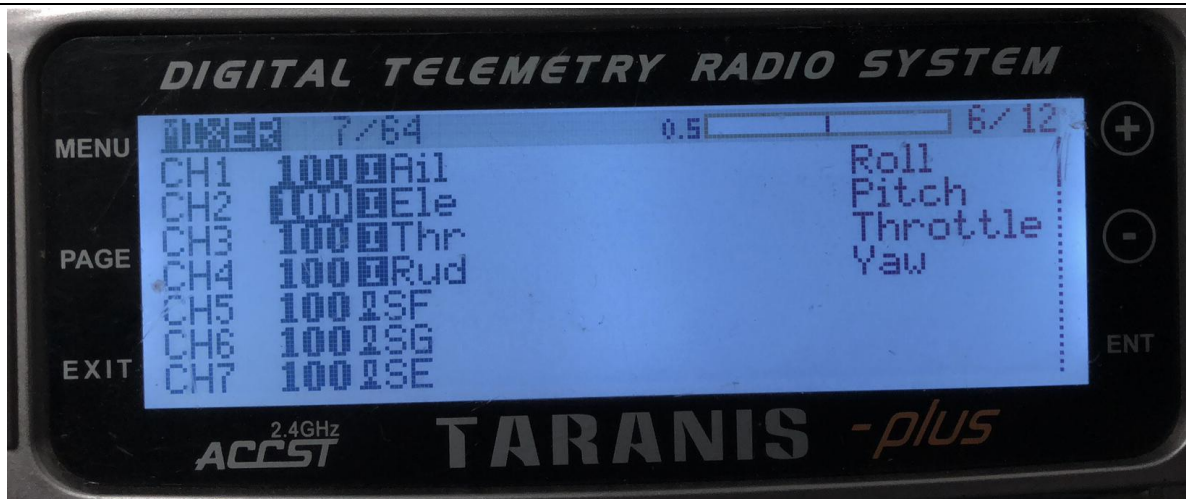 DIGITAL TELEMETRY RADIO SYSTEM
MENU
PAGE
EXIT
MIXER 7/64 0.5 6/12
CH1 100 I Ail Roll
CH2 100 I Ele Pitch
CH3 100 I Thr Throttle
CH4 100 I Rud Yaw
CH5 100 SF
CH6 100 SG
CH7 100 SE
+
-
ENT
2.4GHz
ACCST
TARANIS -plus